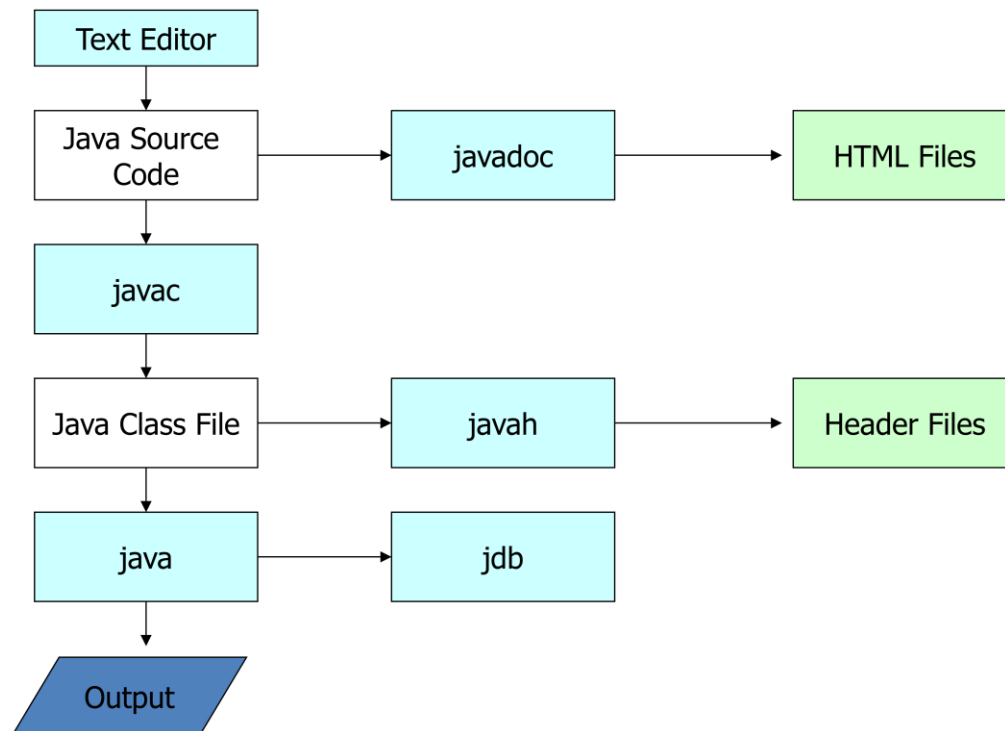 Text Editor
Java Source
Code
javadoc
HTML Files
javac
Java Class File
javah
Header Files
java
jdb
Output